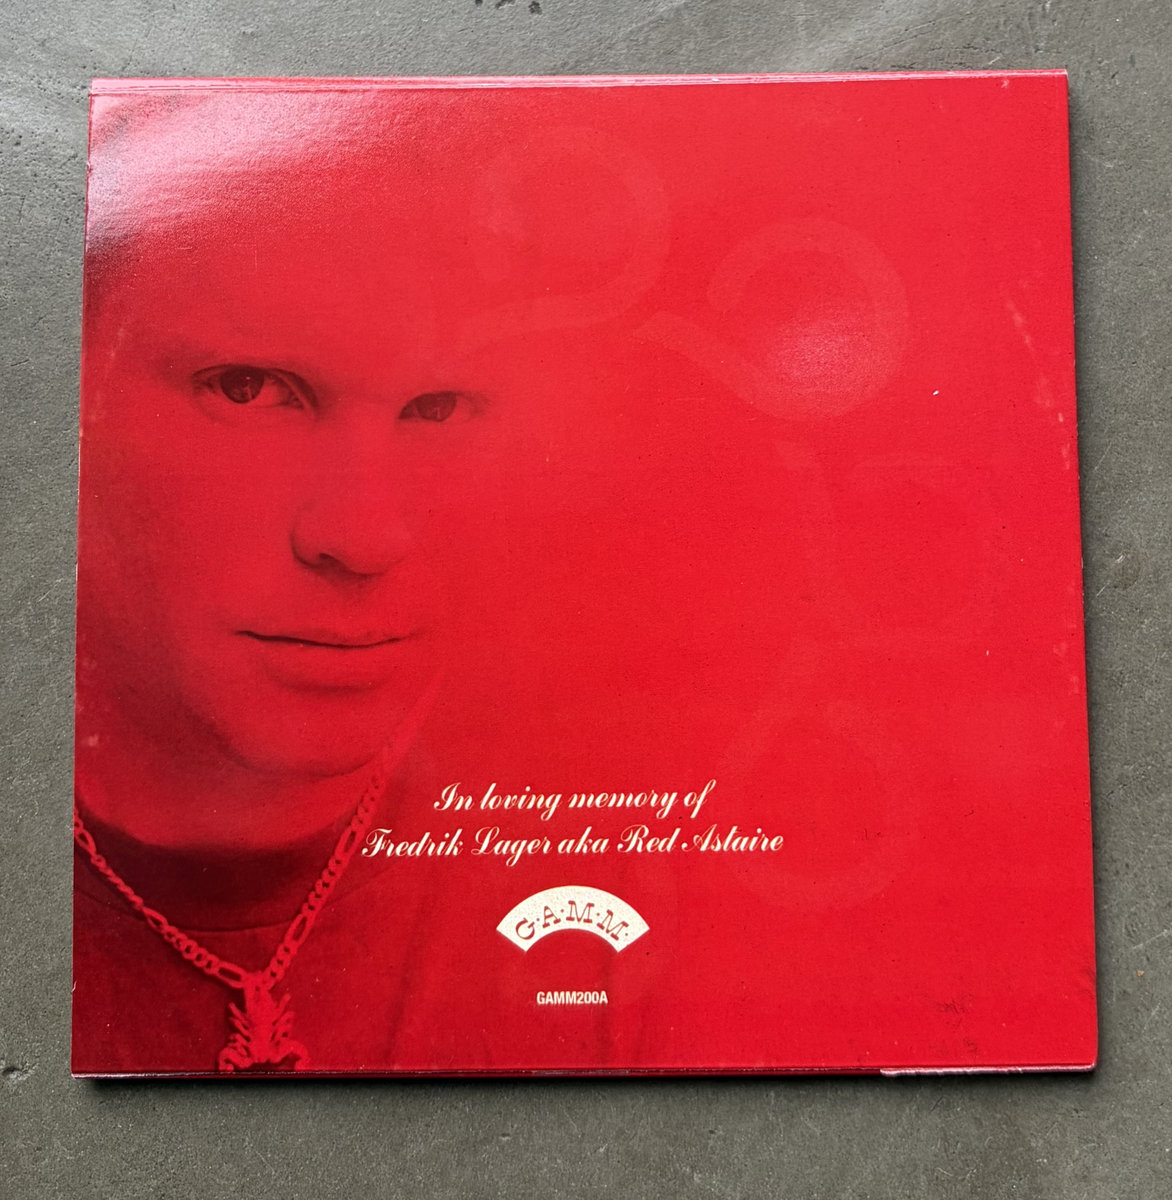 In loving memory of
Fredrik Lager aka Red Astaire
G·A·M·M·
GAMM200A